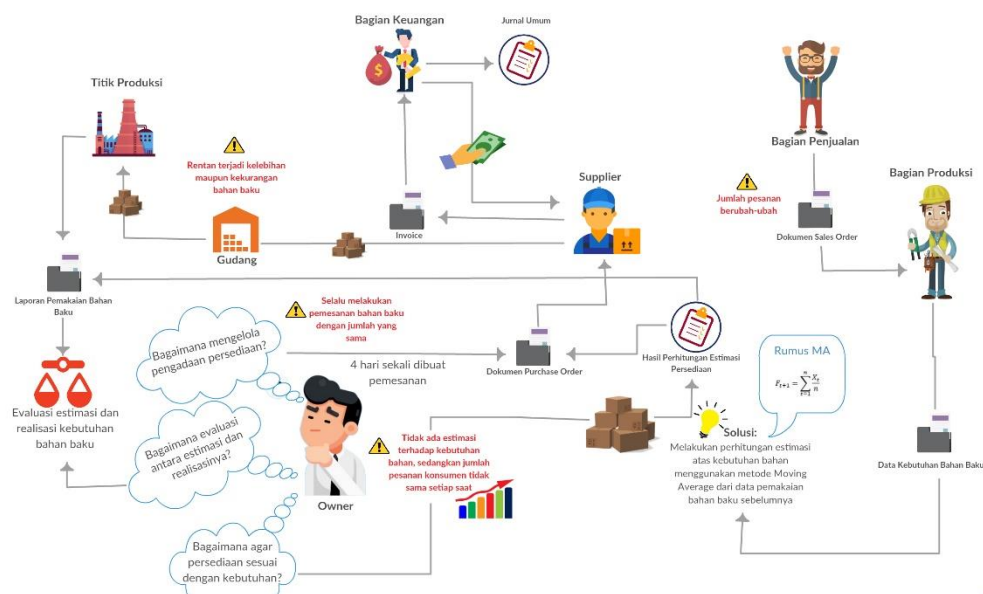 Bagian Keuangan
Jurnal Umum
Titik Produksi
Rentan terjadi kelebihan
maupun kekurangan
bahan baku
Bagian Penjualan
Supplier
Bagian Produksi
Jumlah pesanan
berubah-ubah
Invoice
Dokumen Sales Order
Gudang
Laporan Pemakaian Bahan
Baku
Selalu melakukan
pemesanan bahan baku
dengan jumlah yang
sama
Bagaimana mengelola
pengadaan persediaan?
4 hari sekali dibuat
pemesanan
Dokumen Purchase Order
Hasil Perhitungan Estimasi
Persediaan
Rumus MA
Evaluasi estimasi dan
realisasi kebutuhan
bahan baku
Bagaimana evaluasi
antara estimasi dan
realisasinya?
Tidak ada estimasi
terhadap kebutuhan
bahan, sedangkan jumlah
pesanan konsumen tidak
sama setiap saat
Owner
Solusi:
Melakukan perhitungan estimasi
atas kebutuhan bahan
menggunakan metode Moving
Average dari data pemakaian
bahan baku sebelumnya
Data Kebutuhan Bahan Baku
Bagaimana agar
persediaan sesuai
dengan kebutuhan?